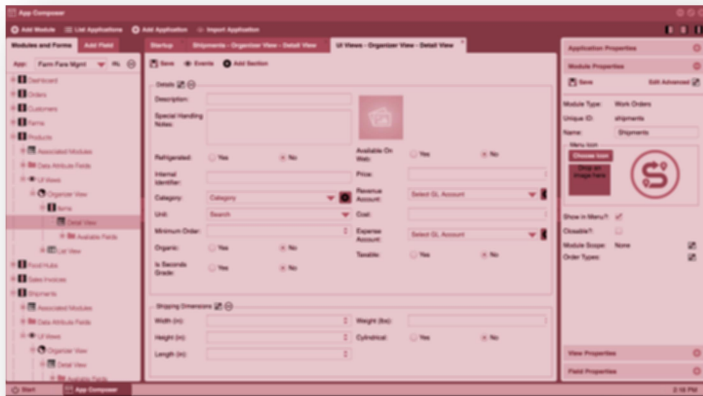 App Composer
Add Module List Applications Add Application Import Application
Modules and Forms Add Field
App: Farm Fare Mgmt
Dashboard
Orders
Customers
Farms
Products
Associated Modules
Data Attribute Fields
UI Views
Organizer View
Items
Detail View
Available Fields
List View
Food Hubs
Sales Invoices
Shipments
Associated Modules
Data Attribute Fields
UI Views
Organizer View
Detail View
Available Fields
Startup Shipments - Organizer View - Detail View UI Views - Organizer View - Detail View
Save Events Add Section
Details
Description:
Special Handling
Notes:
Refrigerated: Yes No
Available On
Web: Yes No
Internal
Identifier:
Price:
Category: Category
Revenue
Account: Select GL Account
Unit: Search
Cost:
Minimum Order:
Expense
Account: Select GL Account
Organic: Yes No
Taxable: Yes No
Is Seconds
Grade: Yes No
Shipping Dimensions
Width (in): Weight (lbs):
Height (in): Cylindrical: Yes No
Length (in):
Application Properties
Module Properties
Save Edit Advanced
Module Type: Work Orders
Unique ID: shipments
Name: Shipments
Menu Icon
Choose Icon
Drop an
image here
Show in Menu?:
Closable?:
Module Scope: None
Order Types:
View Properties
Field Properties
Start App Composer 2:18 PM